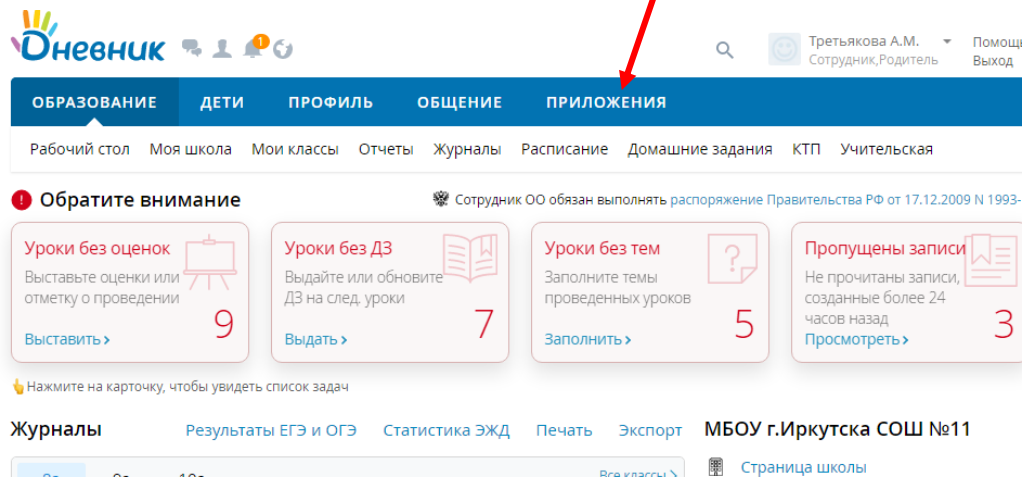 Дневник
1
Третьякова А.М.
Сотрудник,Родитель
Помощь
Выход
ОБРАЗОВАНИЕ ДЕТИ ПРОФИЛЬ ОБЩЕНИЕ ПРИЛОЖЕНИЯ
Рабочий стол Моя школа Мои классы Отчеты Журналы Расписание Домашние задания КТП Учительская
Обратите внимание
Сотрудник ОО обязан выполнять распоряжение Правительства РФ от 17.12.2009 N 1993-
Уроки без оценок
Выставьте оценки или
отметку о проведении
9
Выставить
Уроки без ДЗ
Выдайте или обновите
ДЗ на след. уроки
7
Выдать
Уроки без тем
Заполните темы
проведенных уроков
5
Заполнить
Пропущены записи
Не прочитаны записи,
созданные более 24
часов назад
3
Просмотреть
Нажмите на карточку, чтобы увидеть список задач
Журналы Результаты ЕГЭ и ОГЭ Статистика ЭЖД Печать Экспорт
МБОУ г.Иркутска СОШ №11
Все классы
Страница школы